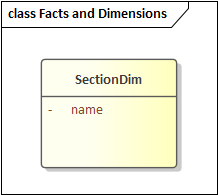 class Facts and Dimensions
SectionDim
- name